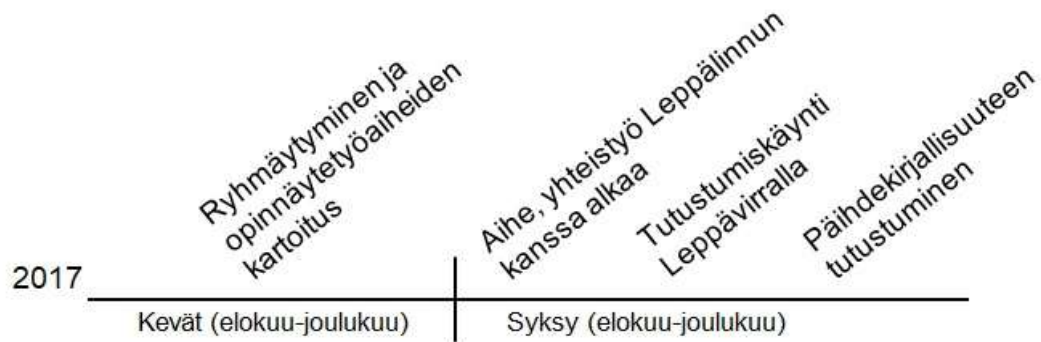 Ryhmäytyminen ja
opinnäytetyöaiheiden
kartoitus
Aihe, yhteistyö Leppälinnun
kanssa alkaa
Tutustumiskäynti
Leppävirralla
Päihdekirjallisuuteen
tutustuminen
2017
Kevät (elokuu-joulukuu)
Syksy (elokuu-joulukuu)